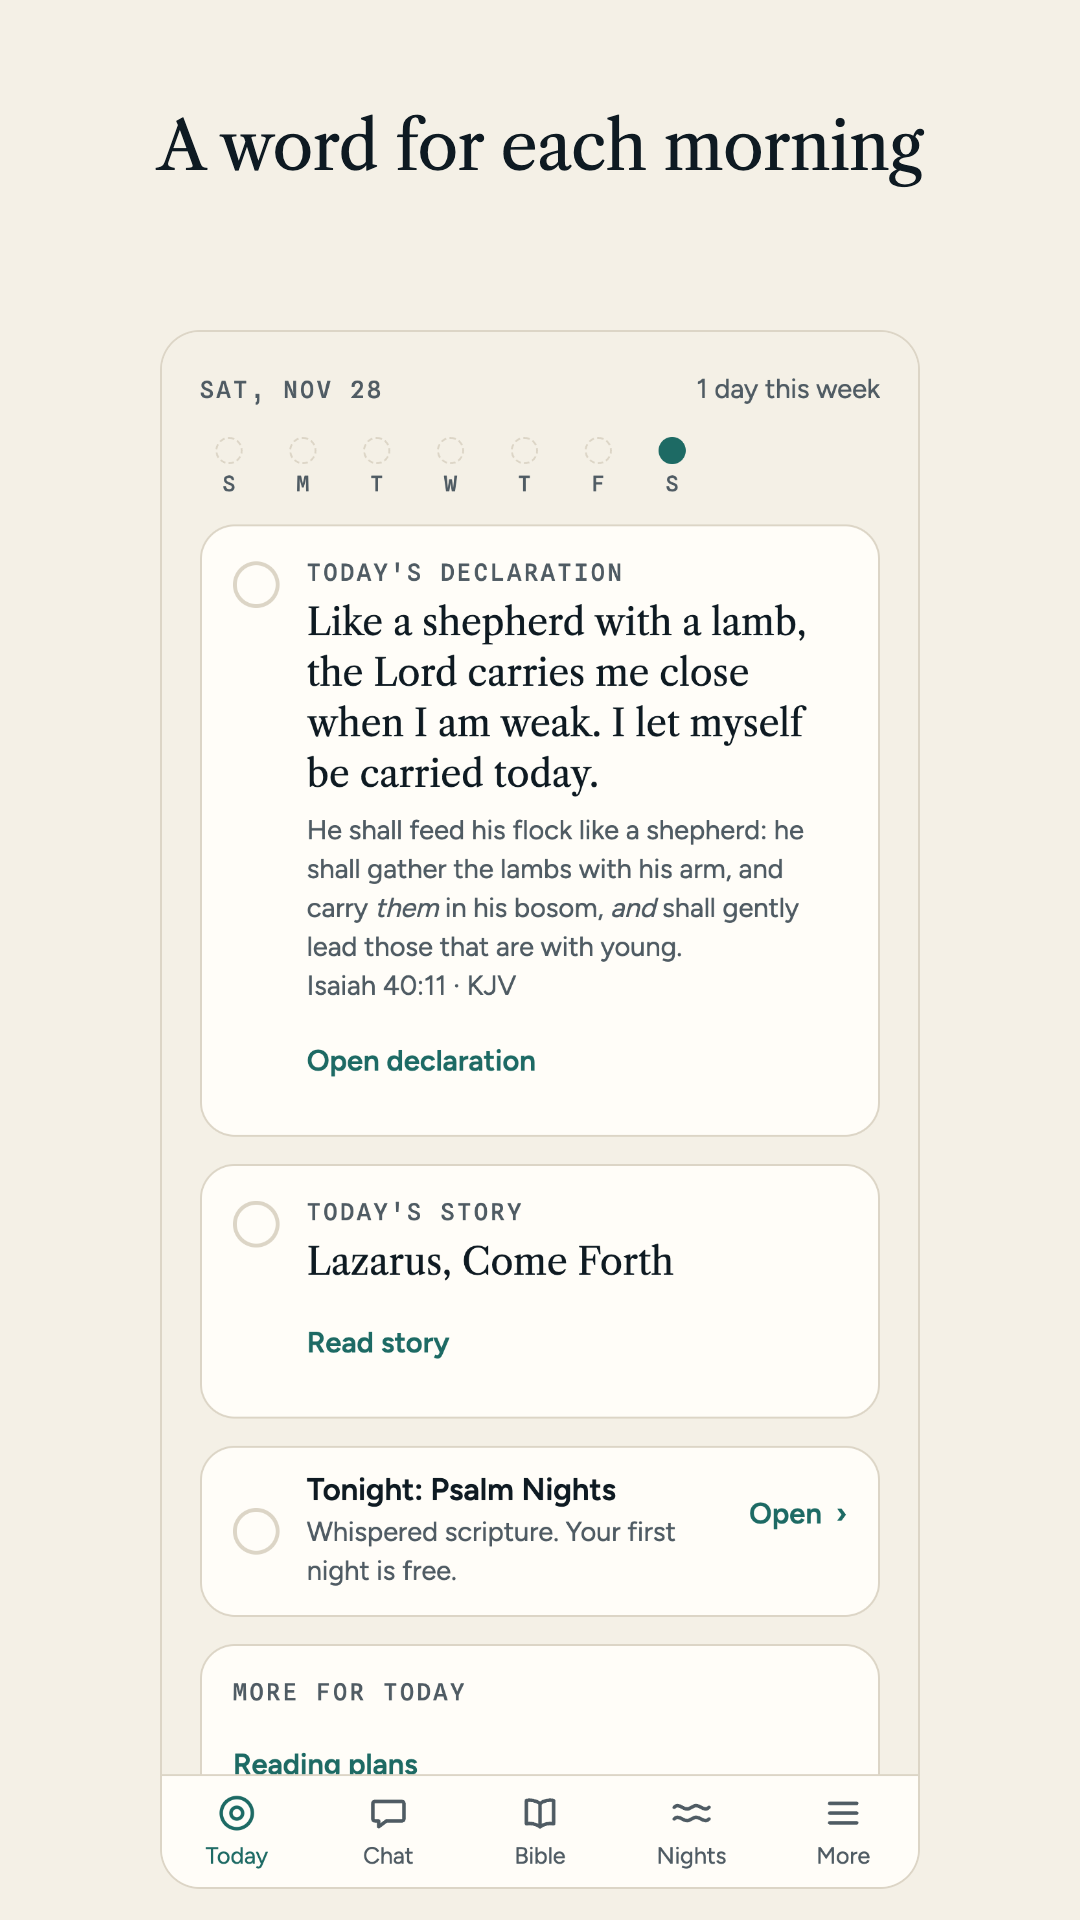 A word for each morning
SAT, NOV 28
1 day this week
S M T W T F S
TODAY'S DECLARATION
Like a shepherd with a lamb,
the Lord carries me close
when I am weak. I let myself
be carried today.
He shall feed his flock like a shepherd: he
shall gather the lambs with his arm, and
carry them in his bosom, and shall gently
lead those that are with young.
Isaiah 40:11 · KJV
Open declaration
TODAY'S STORY
Lazarus, Come Forth
Read story
Tonight: Psalm Nights
Whispered scripture. Your first
night is free.
Open ›
MORE FOR TODAY
Reading plans
Today Chat Bible Nights More